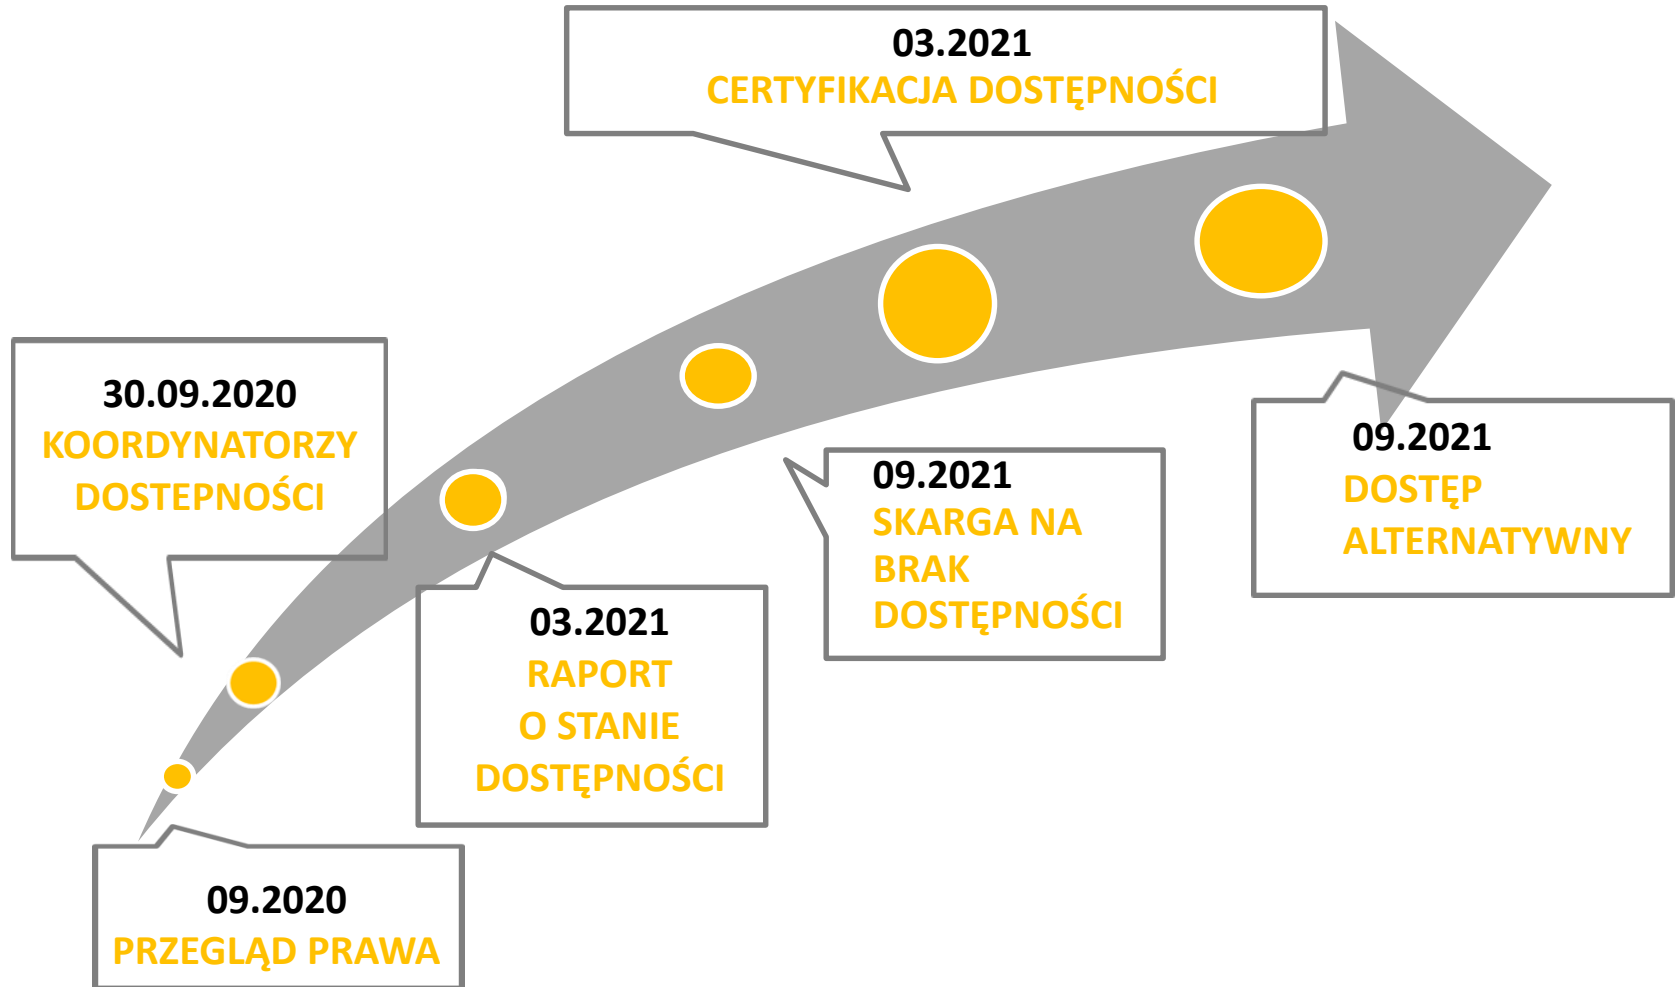 03.2021
CERTYFIKACJA DOSTĘPNOŚCI
30.09.2020
KOORDYNATORZY
DOSTEPNOŚCI
09.2021
DOSTĘP
ALTERNATYWNY
09.2021
SKARGA NA
BRAK
DOSTĘPNOŚCI
03.2021
RAPORT
O STANIE
DOSTĘPNOŚCI
09.2020
PRZEGLĄD PRAWA